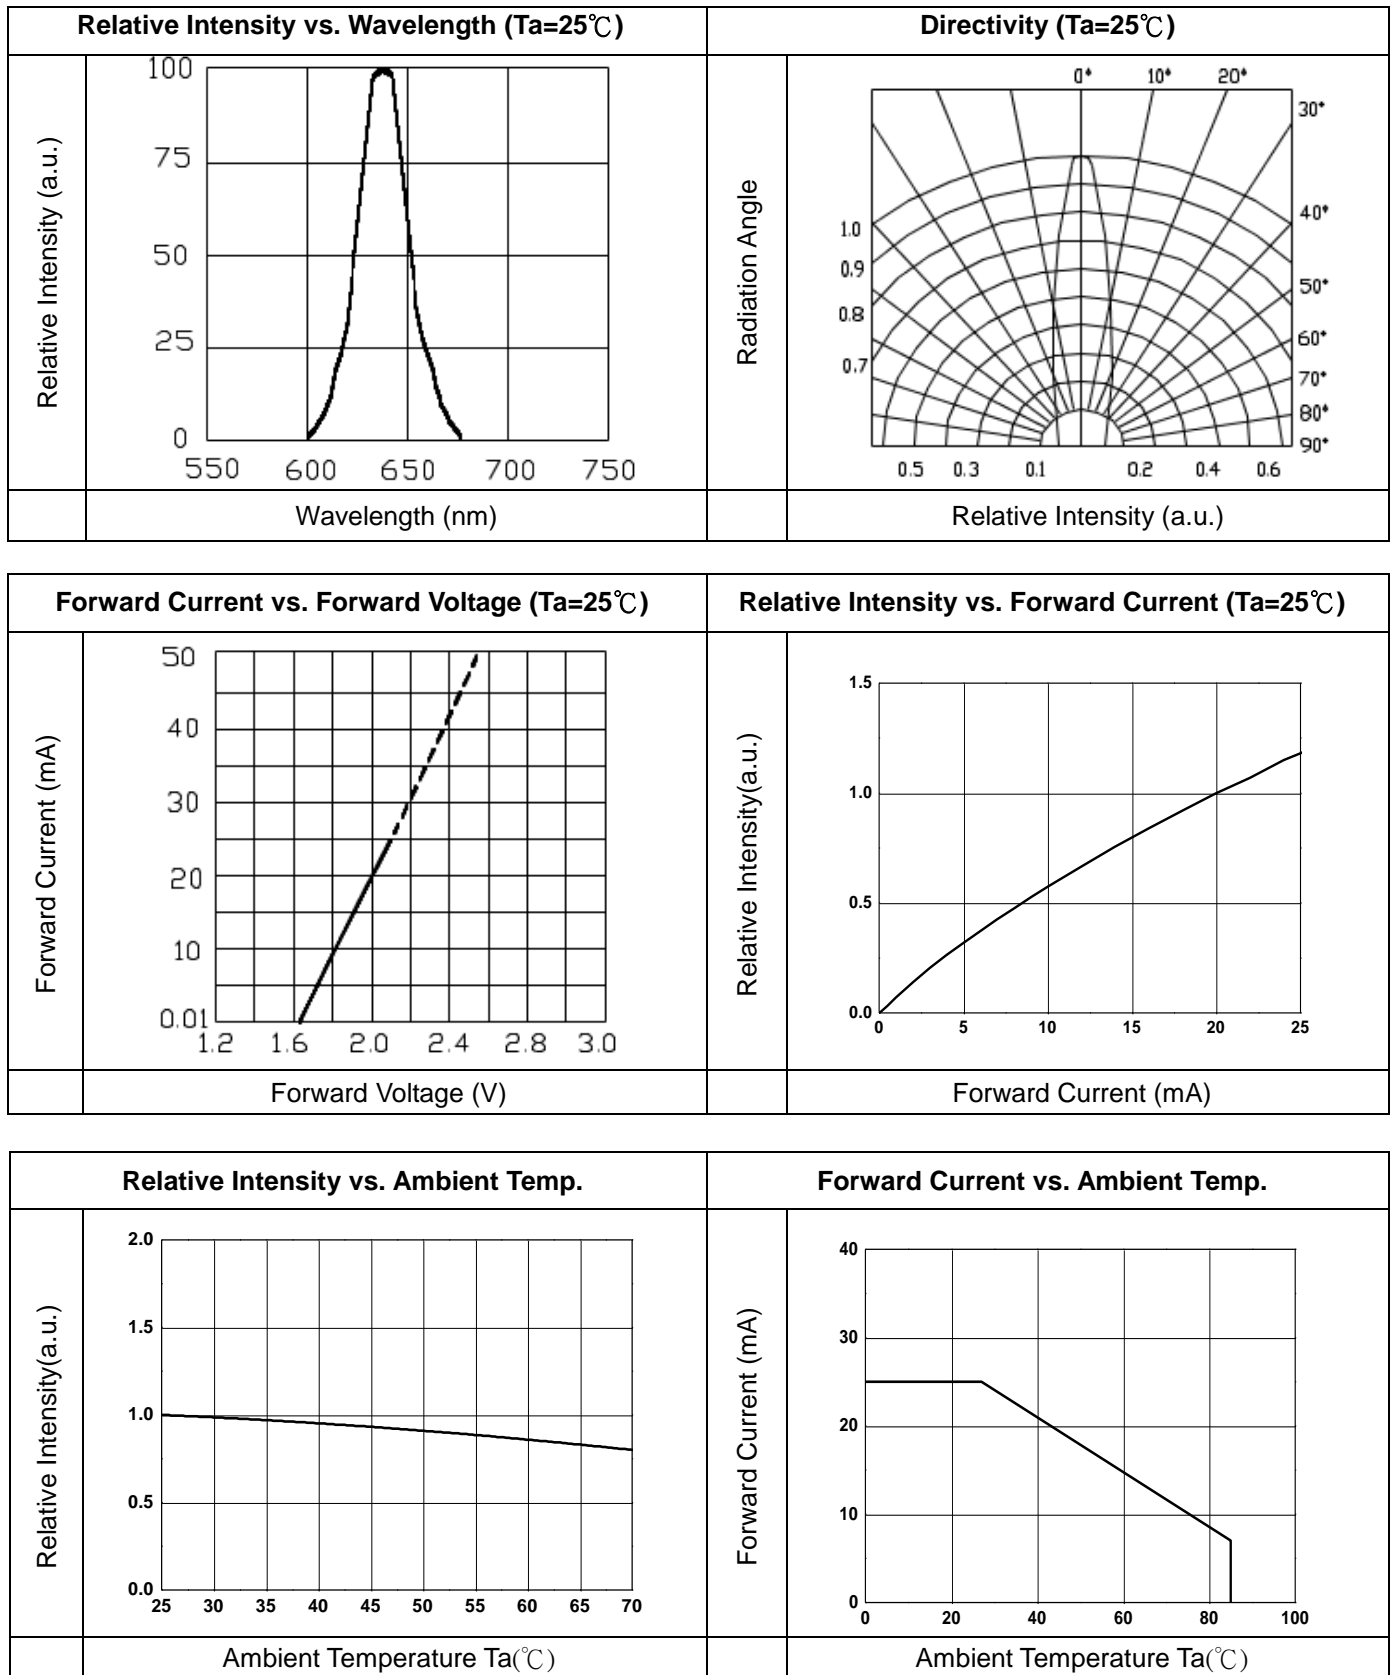 Relative Intensity vs. Wavelength (Ta=25℃)
Relative Intensity (a.u.)
100
75
50
25
0
550 600 650 700 750
Wavelength (nm)
Directivity (Ta=25℃)
Radiation Angle
0° 10° 20°
30°
40°
50°
60°
70°
80°
90°
1.0
0.9
0.8
0.7
0.5 0.3 0.1 0.2 0.4 0.6
Relative Intensity (a.u.)
Forward Current vs. Forward Voltage (Ta=25℃)
Forward Current (mA)
50
40
30
20
10
0.01
1.2 1.6 2.0 2.4 2.8 3.0
Forward Voltage (V)
Relative Intensity vs. Forward Current (Ta=25℃)
Relative Intensity(a.u.)
1.5
1.0
0.5
0.0
0 5 10 15 20 25
Forward Current (mA)
Relative Intensity vs. Ambient Temp.
Relative Intensity(a.u.)
2.0
1.5
1.0
0.5
0.0
25 30 35 40 45 50 55 60 65 70
Ambient Temperature Ta(℃)
Forward Current vs. Ambient Temp.
Forward Current (mA)
40
30
20
10
0
0 20 40 60 80 100
Ambient Temperature Ta(℃)